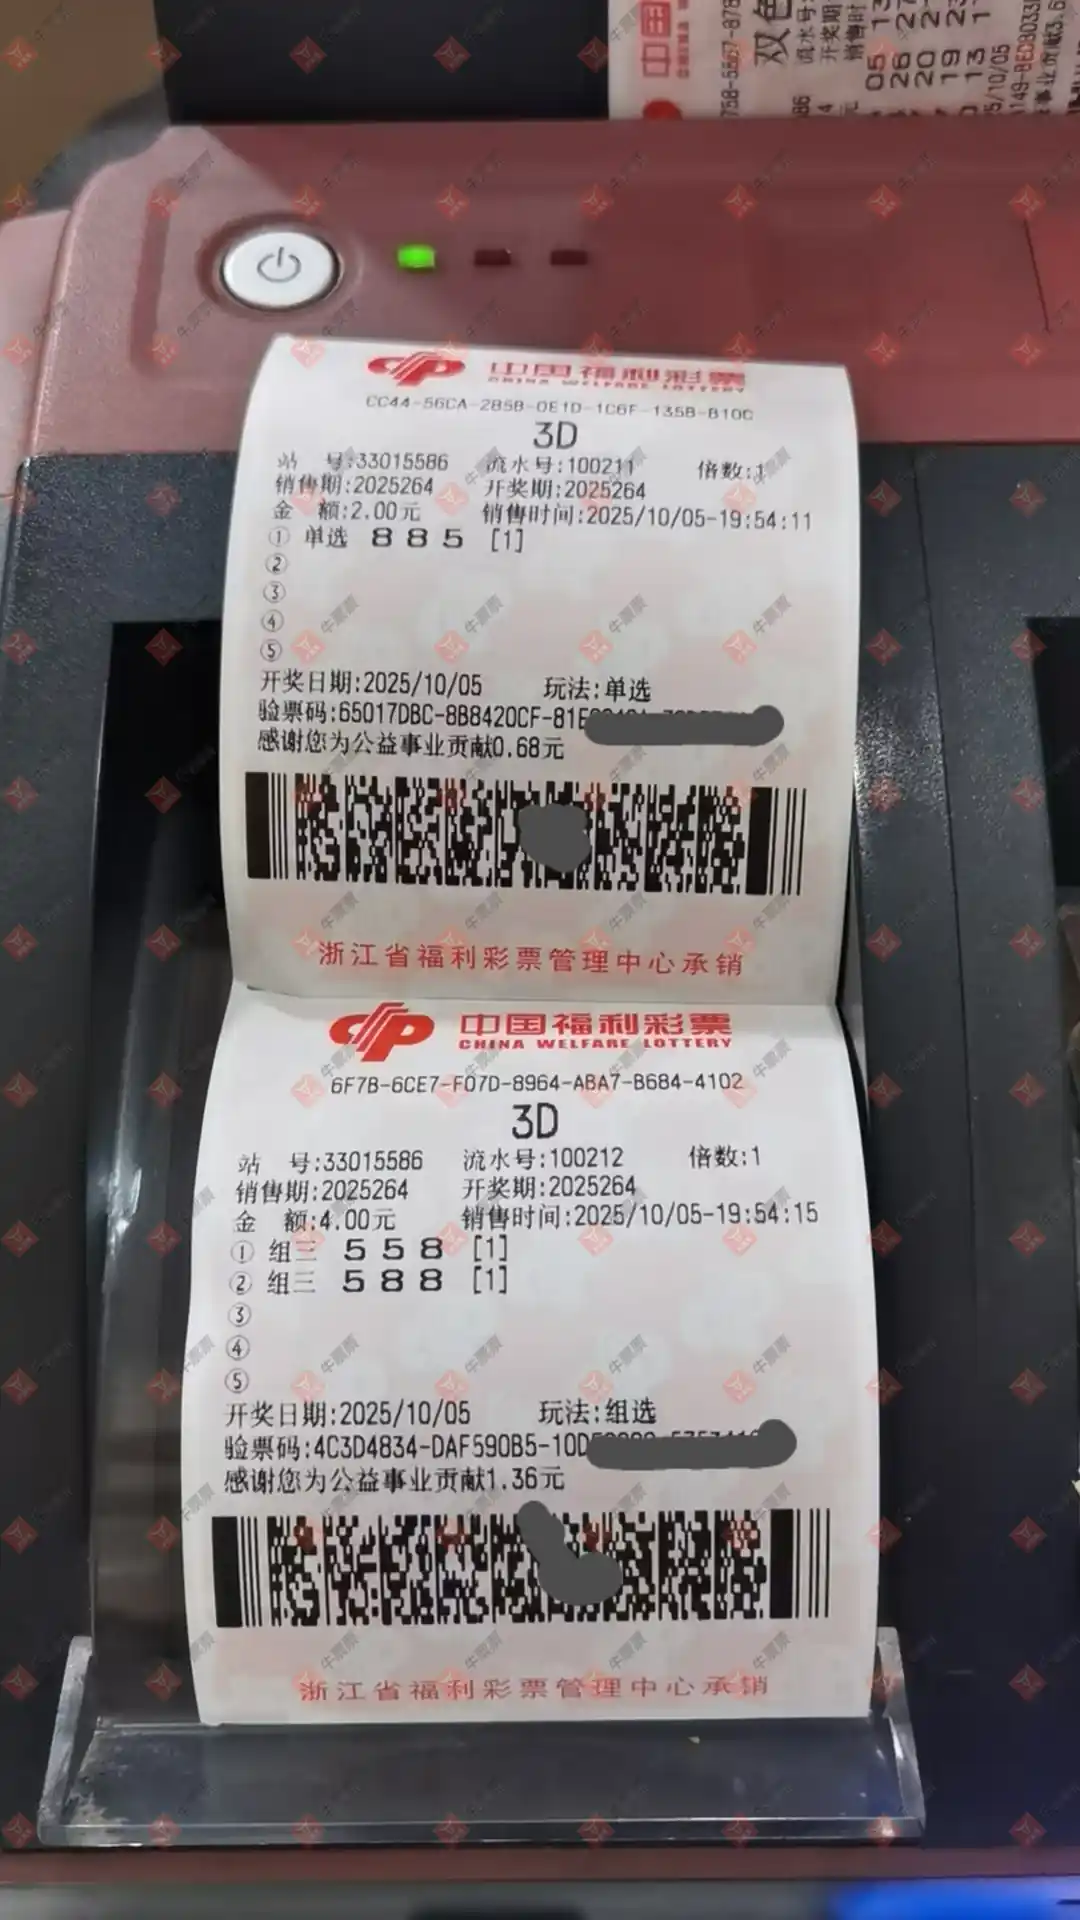 中国福利彩票
CHINA WELFARE LOTTERY
CC44-56CA-285B-0E1D-1C6F-135B-B10C
3D
站 号:33015586 流水号:100211 倍数:1
销售期:2025264 开奖期:2025264
金 额:2.00元 销售时间:2025/10/05-19:54:11
① 单选 8 8 5 [1]
②
③
④
⑤
开奖日期:2025/10/05 玩法:单选
验票码:65017DBC-8B8420CF-81E
感谢您为公益事业贡献0.68元
浙江省福利彩票管理中心承销
中国福利彩票
CHINA WELFARE LOTTERY
6F7B-6CE7-F07D-8964-ABA7-B684-4102
3D
站 号:33015586 流水号:100212 倍数:1
销售期:2025264 开奖期:2025264
金 额:4.00元 销售时间:2025/10/05-19:54:15
① 组三 5 5 8 [1]
② 组三 5 8 8 [1]
③
④
⑤
开奖日期:2025/10/05 玩法:组选
验票码:4C3D4834-DAF590B5-10D
感谢您为公益事业贡献1.36元
浙江省福利彩票管理中心承销